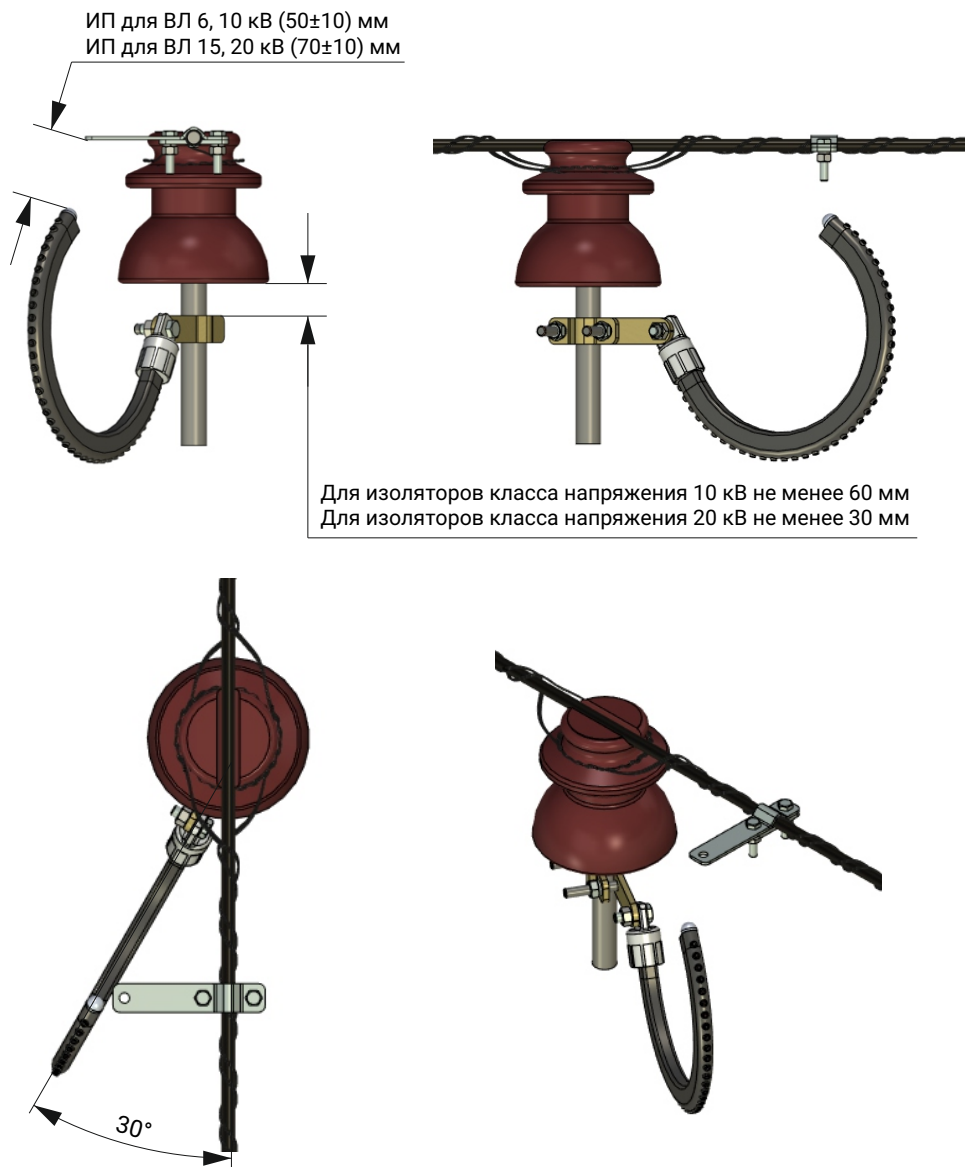 ИП для ВЛ 6, 10 кВ (50±10) мм
ИП для ВЛ 15, 20 кВ (70±10) мм
Для изоляторов класса напряжения 10 кВ не менее 60 мм
Для изоляторов класса напряжения 20 кВ не менее 30 мм
30°